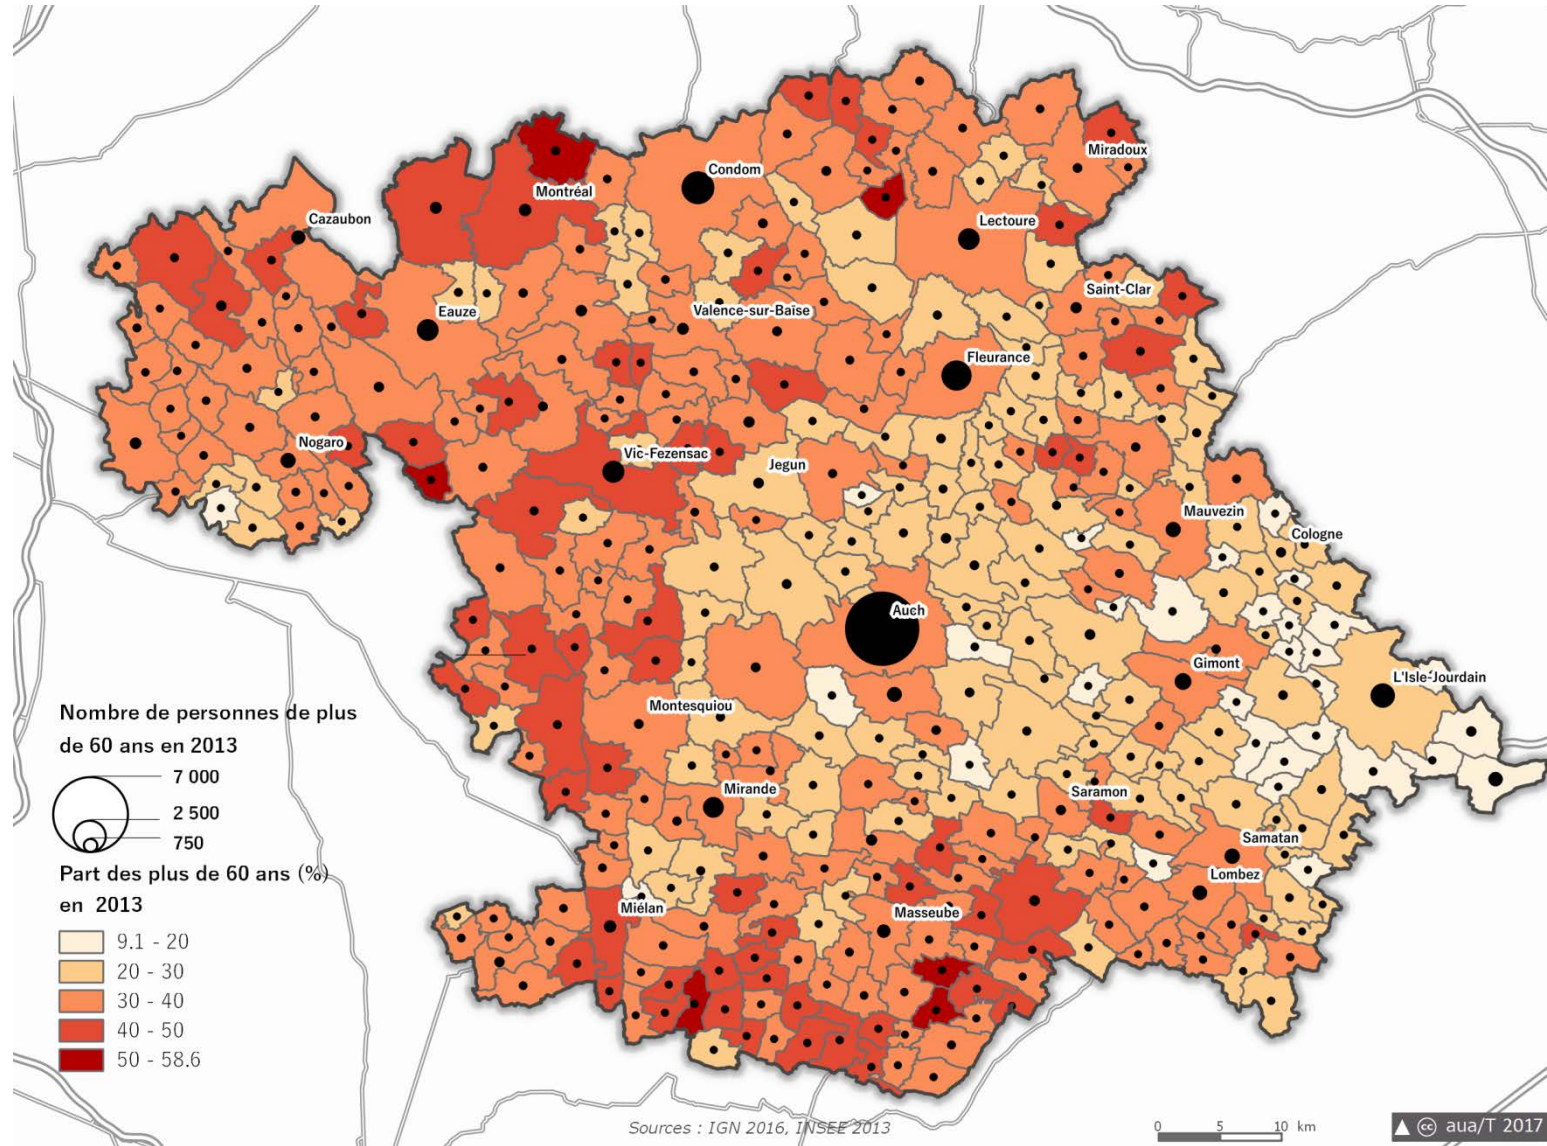 Condom
Miradoux
Montréal
Cazaubon
Lectoure
Saint-Clar
Eauze
Valence-sur-Baïse
Fleurance
Nogaro
Vic-Fezensac
Jegun
Mauvezin
Cologne
Auch
Gimont
L'Isle-Jourdain
Montesquiou
Mirande
Saramon
Samatan
Lombez
Miélan
Masseube
Nombre de personnes de plus
de 60 ans en 2013
7 000
2 500
750
Part des plus de 60 ans (%)
en 2013
9.1 - 20
20 - 30
30 - 40
40 - 50
50 - 58.6
Sources : IGN 2016, INSEE 2013
0 5 10 km
cc aua/T 2017